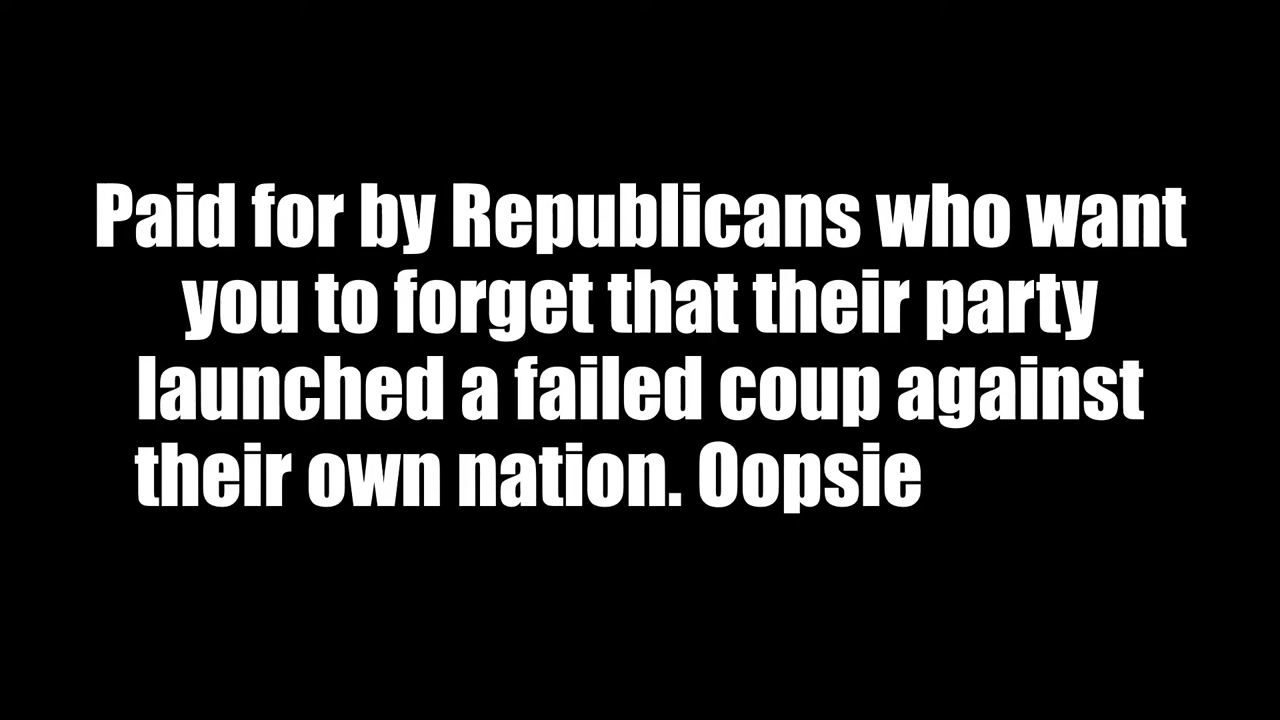 Paid for by Republicans who want
you to forget that their party
launched a failed coup against
their own nation. Oopsie